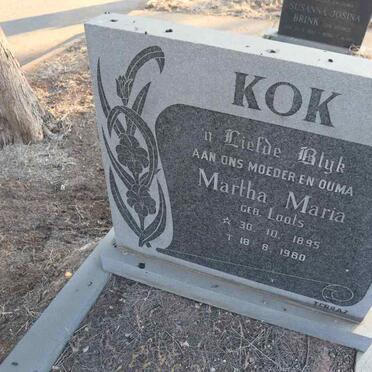 SUSANNA JOSINA
BRINK
KOK
'n Liefde Blyk
AAN ONS MOEDER EN OUMA
Martha Maria
GEB. Loots
☆ 30. 10. 1895
† 18. 8. 1980